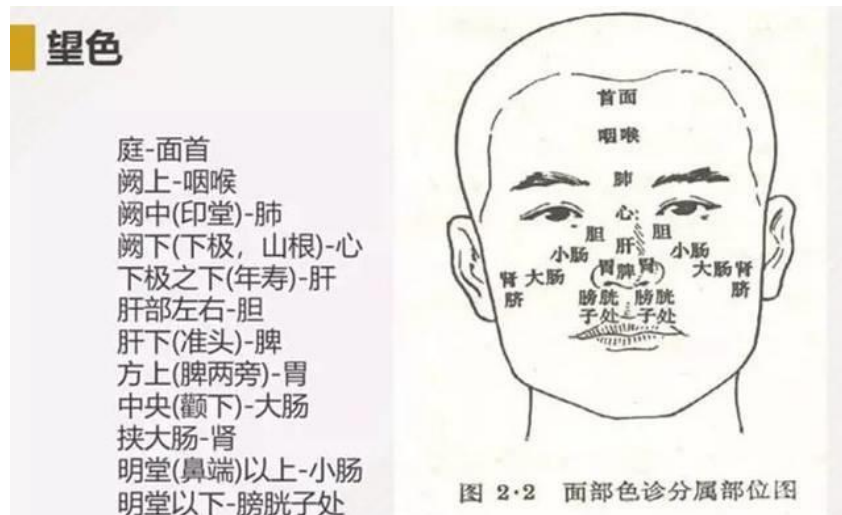 望色
庭-面首
阙上-咽喉
阙中(印堂)-肺
阙下(下极，山根)-心
下极之下(年寿)-肝
肝部左右-胆
肝下(准头)-脾
方上(脾两旁)-胃
中央(颧下)-大肠
挟大肠-肾
明堂(鼻端)以上-小肠
明堂以下-膀胱子处
首面
咽喉
肺
心
胆 胆
肝
小肠 小肠
胃 脾 胃
大肠 大肠
肾 肾
脐 脐
膀胱 膀胱
子处 子处
图 2·2 面部色诊分属部位图